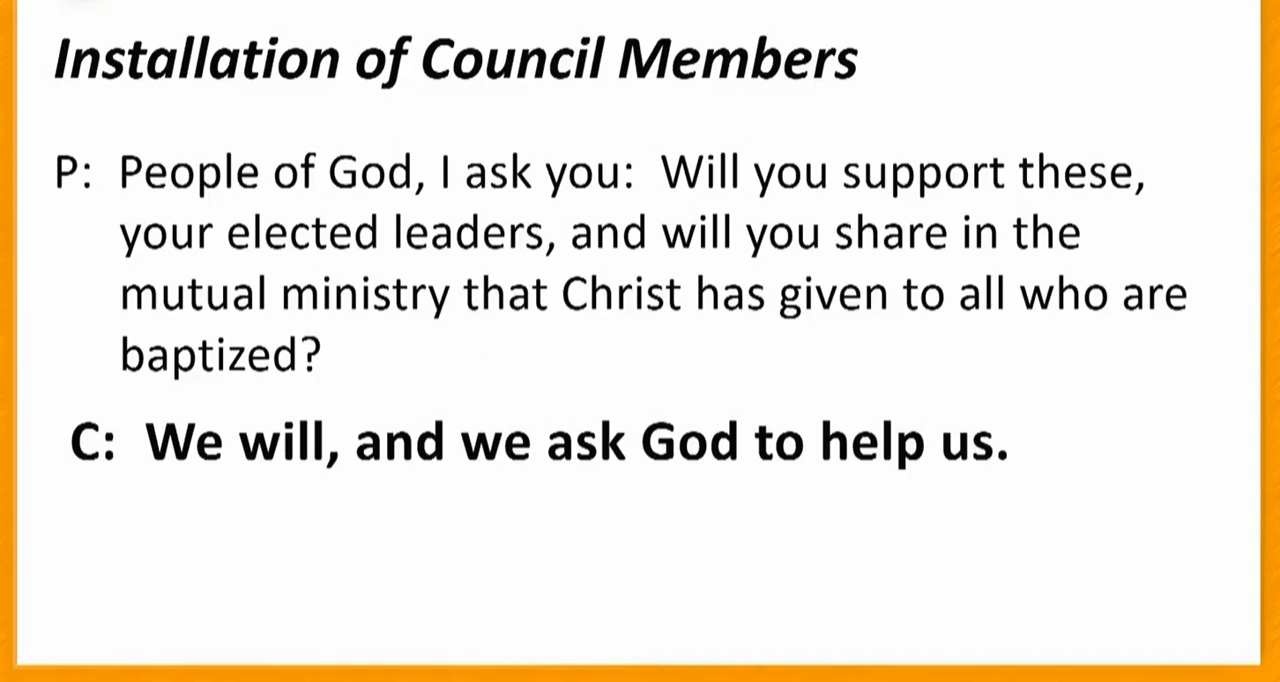 Installation of Council Members
P: People of God, I ask you: Will you support these,
your elected leaders, and will you share in the
mutual ministry that Christ has given to all who are
baptized?
C: We will, and we ask God to help us.